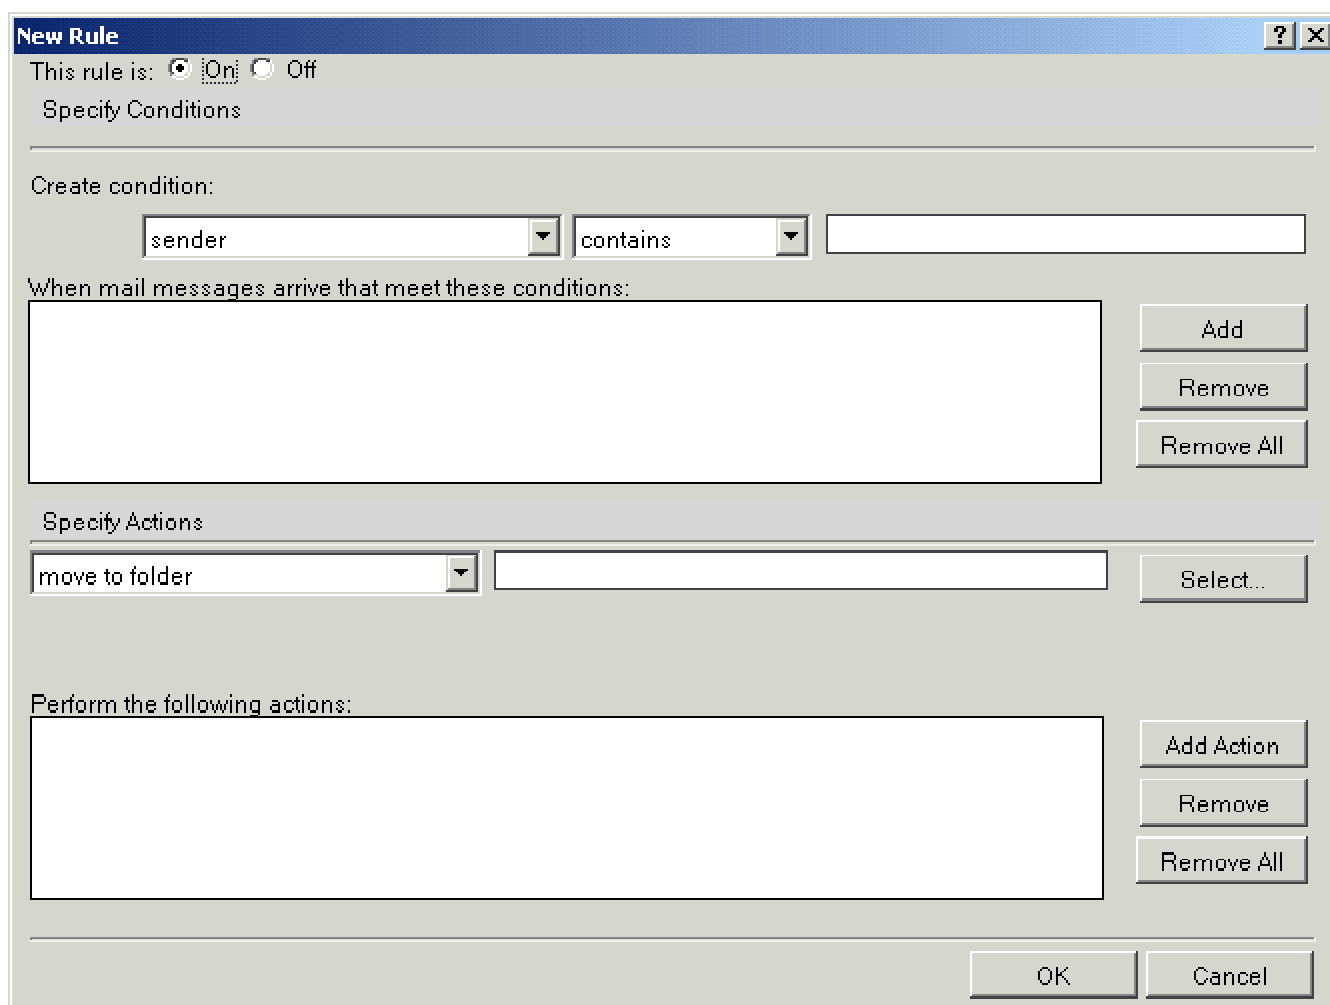 New Rule
This rule is: On Off
Specify Conditions
Create condition:
sender contains
When mail messages arrive that meet these conditions:
Add
Remove
Remove All
Specify Actions
move to folder Select...
Perform the following actions:
Add Action
Remove
Remove All
OK Cancel